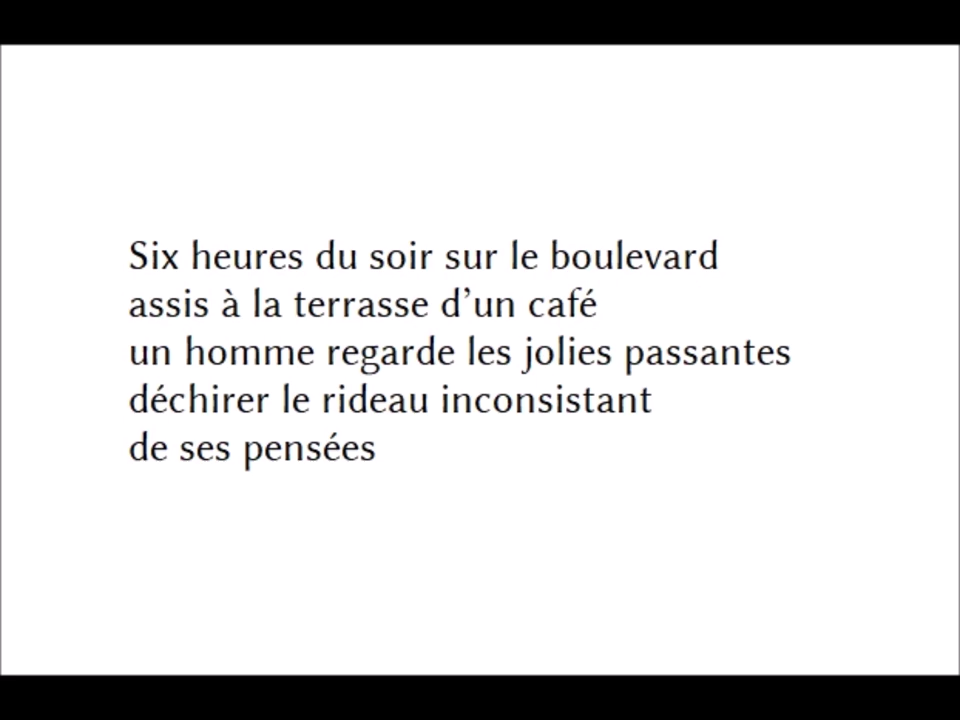 Six heures du soir sur le boulevard
assis à la terrasse d’un café
un homme regarde les jolies passantes
déchirer le rideau inconsistant
de ses pensées